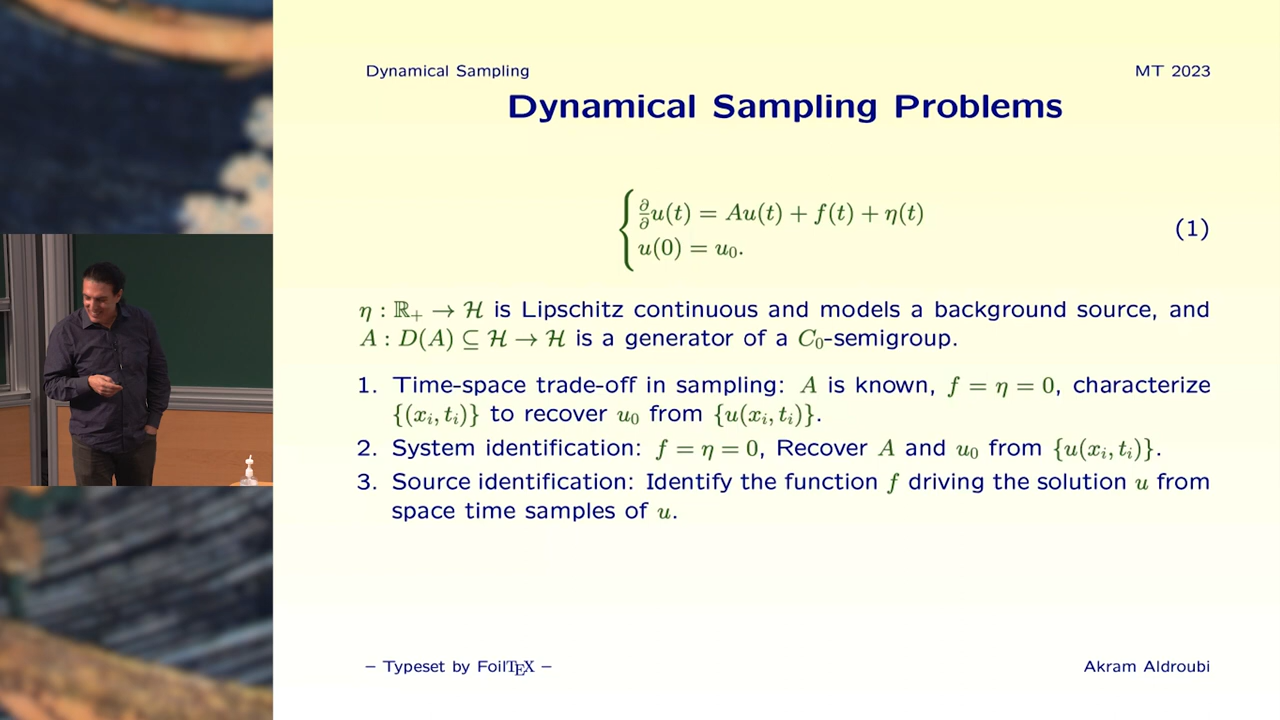 Dynamical Sampling MT 2023
Dynamical Sampling Problems
∂/∂ u(t) = Au(t) + f(t) + η(t)
u(0) = u₀.
(1)
η : ℝ₊ → ℋ is Lipschitz continuous and models a background source, and
A : D(A) ⊆ ℋ → ℋ is a generator of a C₀-semigroup.
1. Time-space trade-off in sampling: A is known, f = η = 0, characterize
{(xᵢ, tᵢ)} to recover u₀ from {u(xᵢ, tᵢ)}.
2. System identification: f = η = 0, Recover A and u₀ from {u(xᵢ, tᵢ)}.
3. Source identification: Identify the function f driving the solution u from
space time samples of u.
– Typeset by FoilTEX – Akram Aldroubi